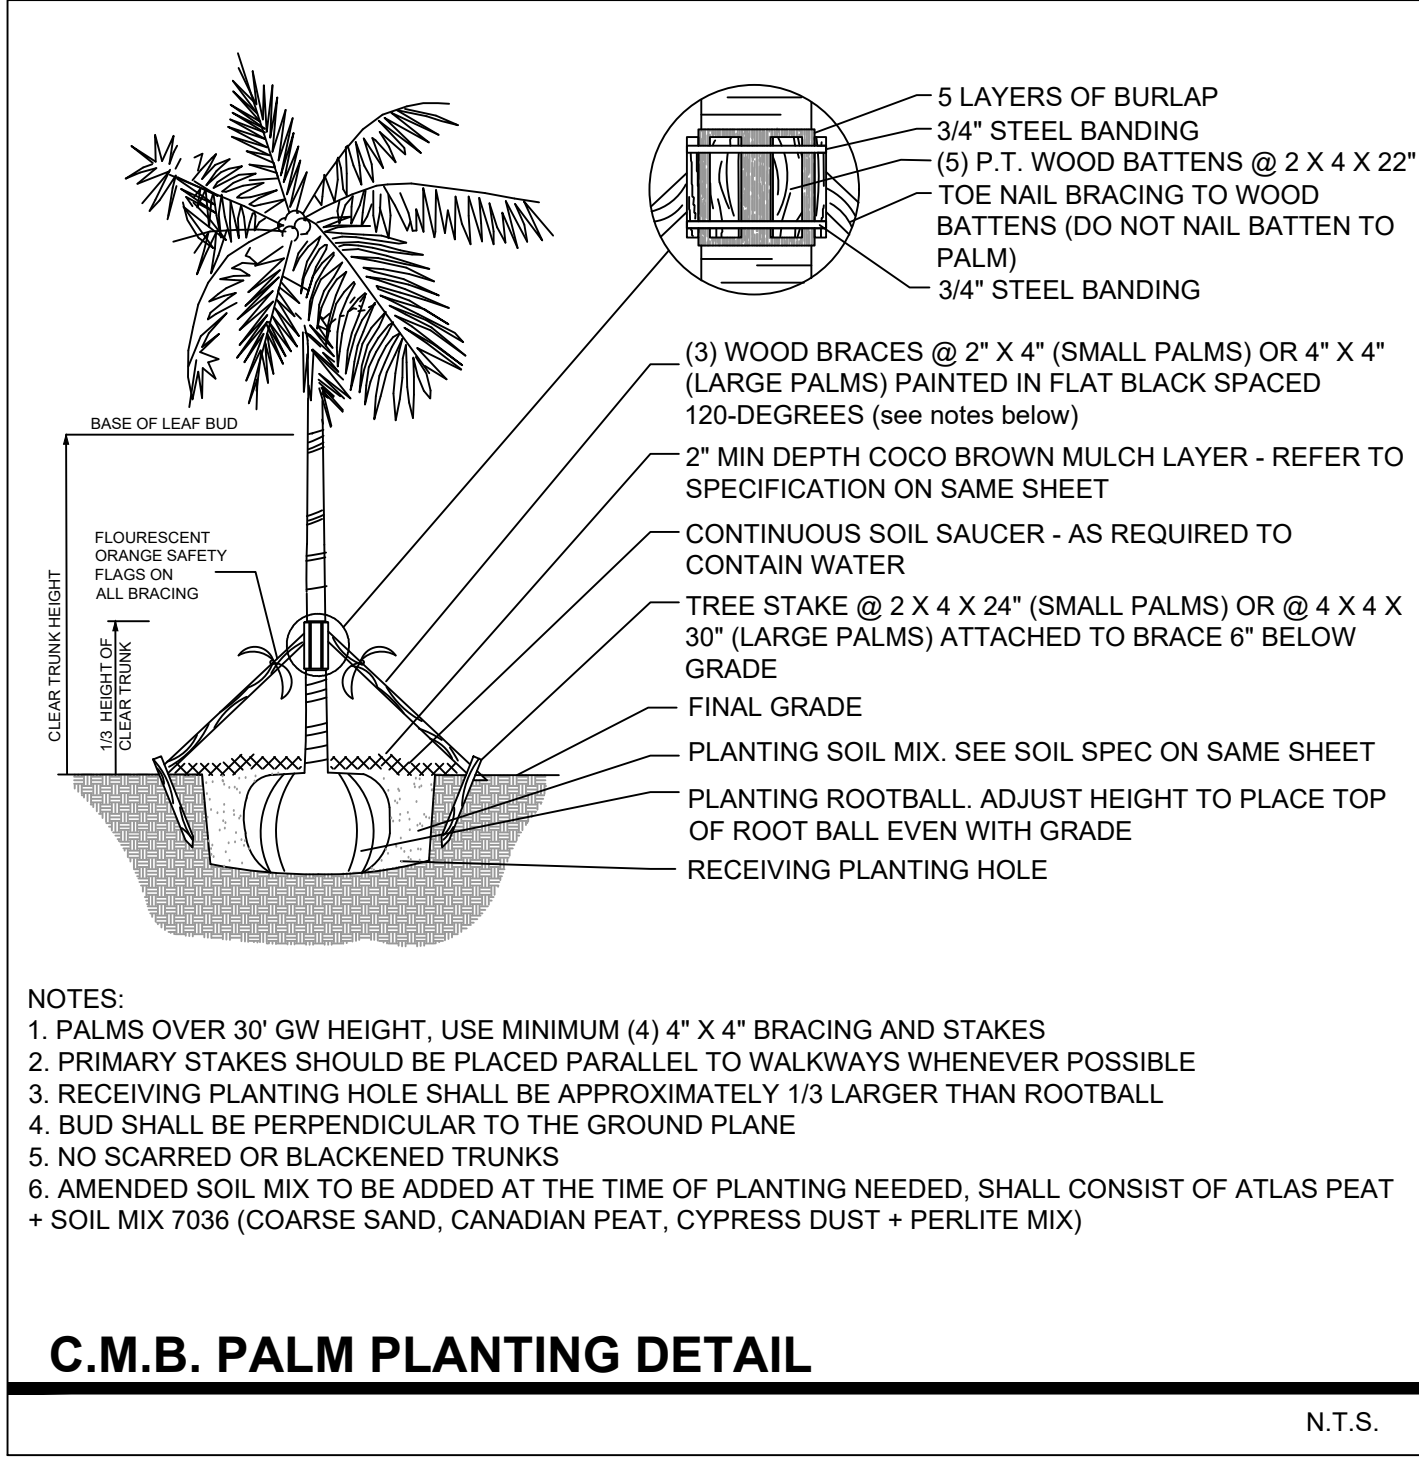 5 LAYERS OF BURLAP
3/4" STEEL BANDING
(5) P.T. WOOD BATTENS @ 2 X 4 X 22"
TOE NAIL BRACING TO WOOD
BATTENS (DO NOT NAIL BATTEN TO
PALM)
3/4" STEEL BANDING
(3) WOOD BRACES @ 2" X 4" (SMALL PALMS) OR 4" X 4"
(LARGE PALMS) PAINTED IN FLAT BLACK SPACED
120-DEGREES (see notes below)
2" MIN DEPTH COCO BROWN MULCH LAYER - REFER TO
SPECIFICATION ON SAME SHEET
CONTINUOUS SOIL SAUCER - AS REQUIRED TO
CONTAIN WATER
TREE STAKE @ 2 X 4 X 24" (SMALL PALMS) OR @ 4 X 4 X
30" (LARGE PALMS) ATTACHED TO BRACE 6" BELOW
GRADE
FINAL GRADE
PLANTING SOIL MIX. SEE SOIL SPEC ON SAME SHEET
PLANTING ROOTBALL. ADJUST HEIGHT TO PLACE TOP
OF ROOT BALL EVEN WITH GRADE
RECEIVING PLANTING HOLE
BASE OF LEAF BUD
FLOURESCENT
ORANGE SAFETY
FLAGS ON
ALL BRACING
CLEAR TRUNK HEIGHT
1/3 HEIGHT OF
CLEAR TRUNK
NOTES:
1. PALMS OVER 30' GW HEIGHT, USE MINIMUM (4) 4" X 4" BRACING AND STAKES
2. PRIMARY STAKES SHOULD BE PLACED PARALLEL TO WALKWAYS WHENEVER POSSIBLE
3. RECEIVING PLANTING HOLE SHALL BE APPROXIMATELY 1/3 LARGER THAN ROOTBALL
4. BUD SHALL BE PERPENDICULAR TO THE GROUND PLANE
5. NO SCARRED OR BLACKENED TRUNKS
6. AMENDED SOIL MIX TO BE ADDED AT THE TIME OF PLANTING NEEDED, SHALL CONSIST OF ATLAS PEAT
+ SOIL MIX 7036 (COARSE SAND, CANADIAN PEAT, CYPRESS DUST + PERLITE MIX)
C.M.B. PALM PLANTING DETAIL
N.T.S.